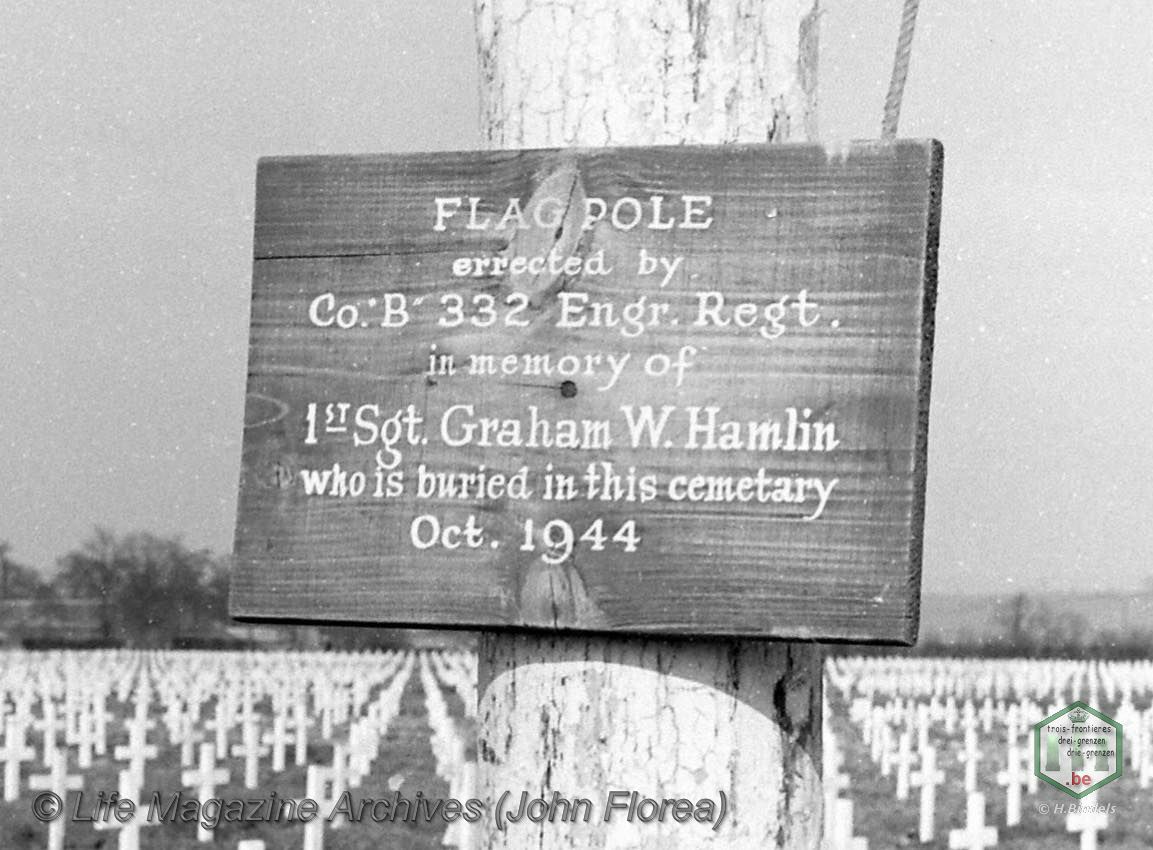 FLAG POLE
errected by
Co. "B" 332 Engr. Regt.
in memory of
1ST Sgt. Graham W. Hamlin
who is buried in this cemetary
Oct. 1944
trois-frontieres
drei-grenzen
drie-grenzen
.be
© Life Magazine Archives (John Florea)